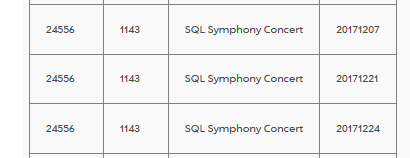 24556 1143 SQL Symphony Concert 20171207
24556 1143 SQL Symphony Concert 20171221
24556 1143 SQL Symphony Concert 20171224